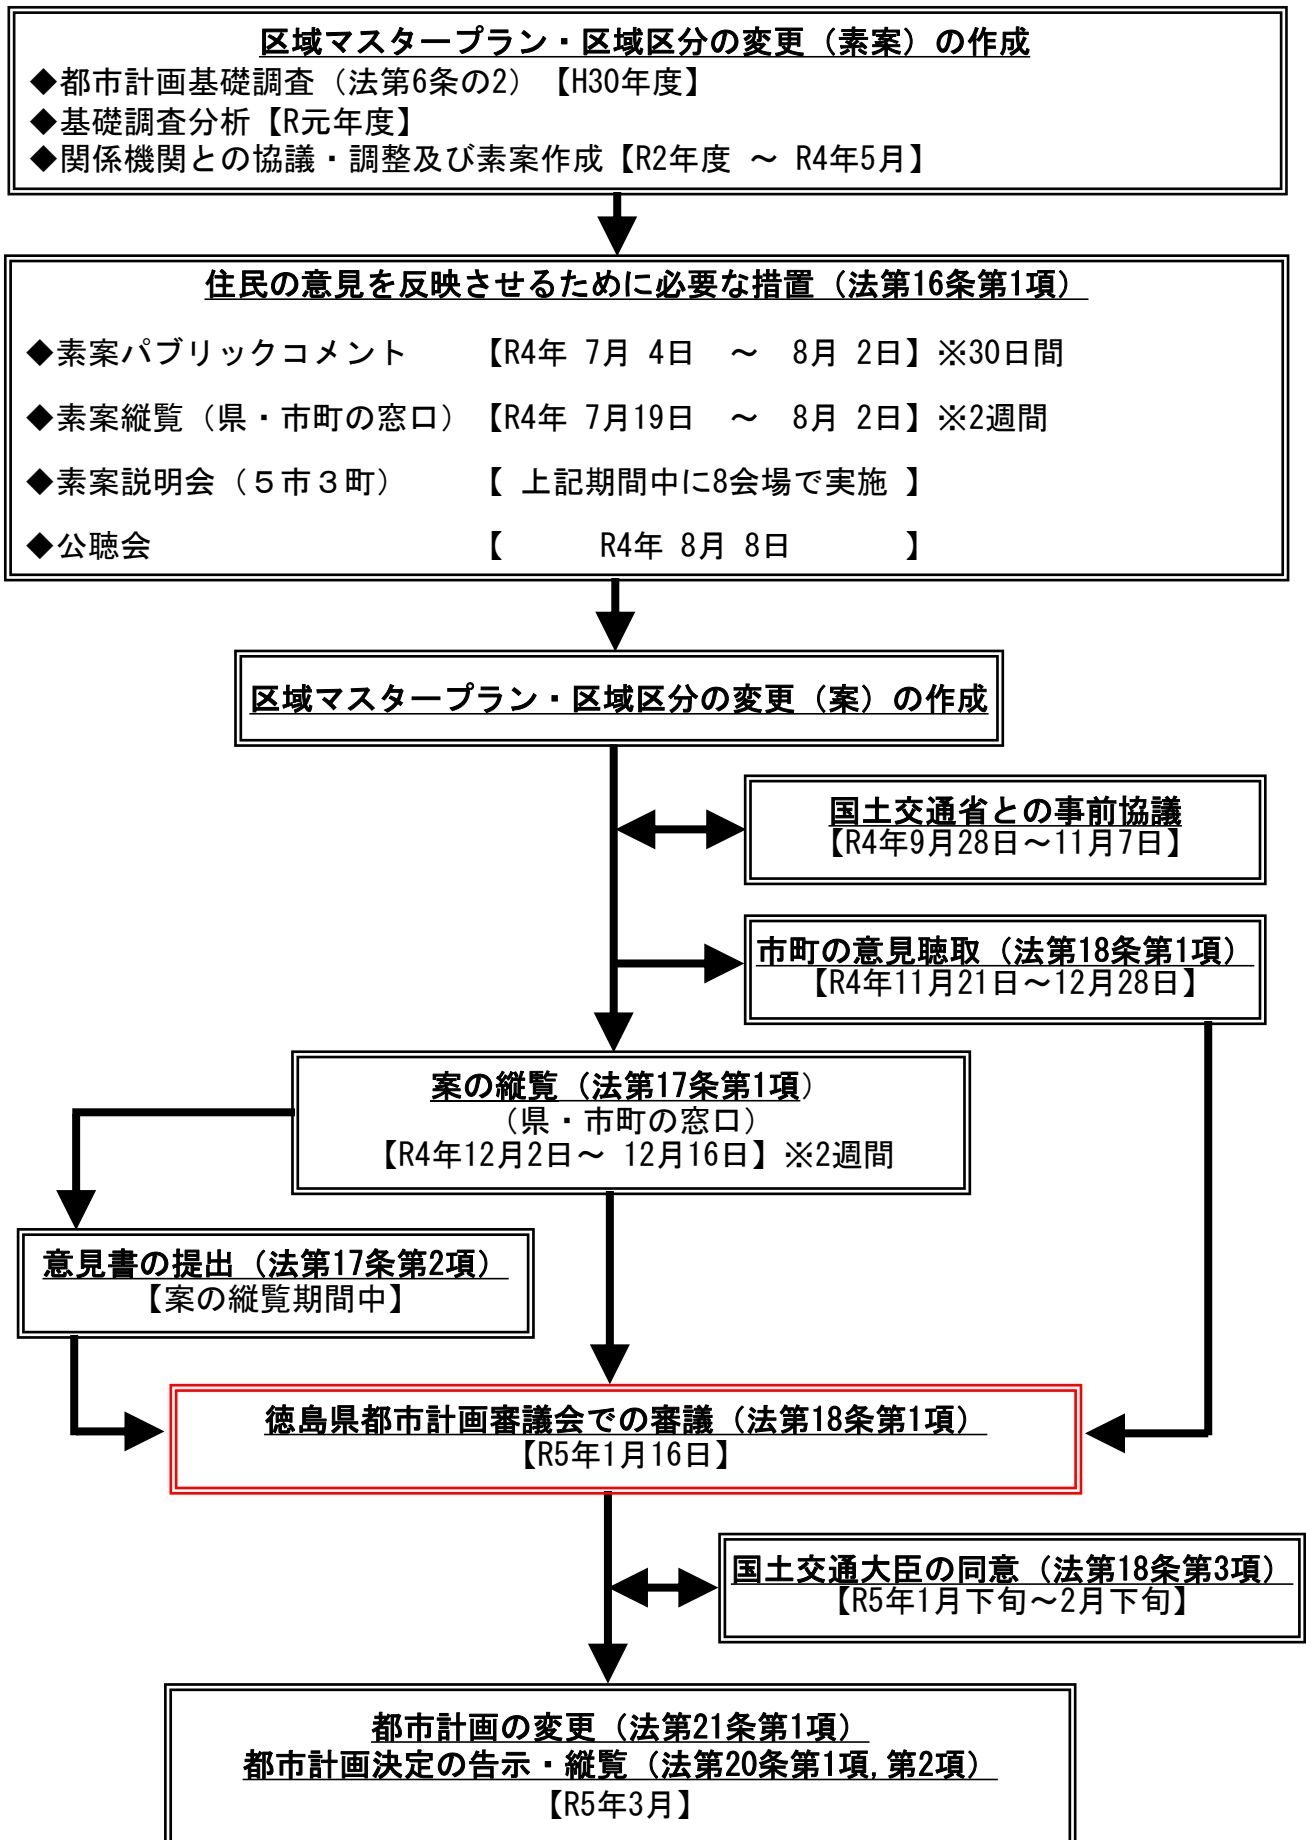 区域マスタープラン・区域区分の変更（素案）の作成
◆都市計画基礎調査（法第6条の2）【H30年度】
◆基礎調査分析【R元年度】
◆関係機関との協議・調整及び素案作成【R2年度 ～ R4年5月】
住民の意見を反映させるために必要な措置（法第16条第1項）
◆素案パブリックコメント 【R4年 7月 4日 ～ 8月 2日】※30日間
◆素案縦覧（県・市町の窓口）【R4年 7月19日 ～ 8月 2日】※2週間
◆素案説明会（５市３町） 【 上記期間中に8会場で実施 】
◆公聴会 【 R4年 8月 8日 】
区域マスタープラン・区域区分の変更（案）の作成
国土交通省との事前協議
【R4年9月28日～11月7日】
市町の意見聴取（法第18条第1項）
【R4年11月21日～12月28日】
案の縦覧（法第17条第1項）
（県・市町の窓口）
【R4年12月2日～ 12月16日】※2週間
意見書の提出（法第17条第2項）
【案の縦覧期間中】
徳島県都市計画審議会での審議（法第18条第1項）
【R5年1月16日】
国土交通大臣の同意（法第18条第3項）
【R5年1月下旬～2月下旬】
都市計画の変更（法第21条第1項）
都市計画決定の告示・縦覧（法第20条第1項,第2項）
【R5年3月】